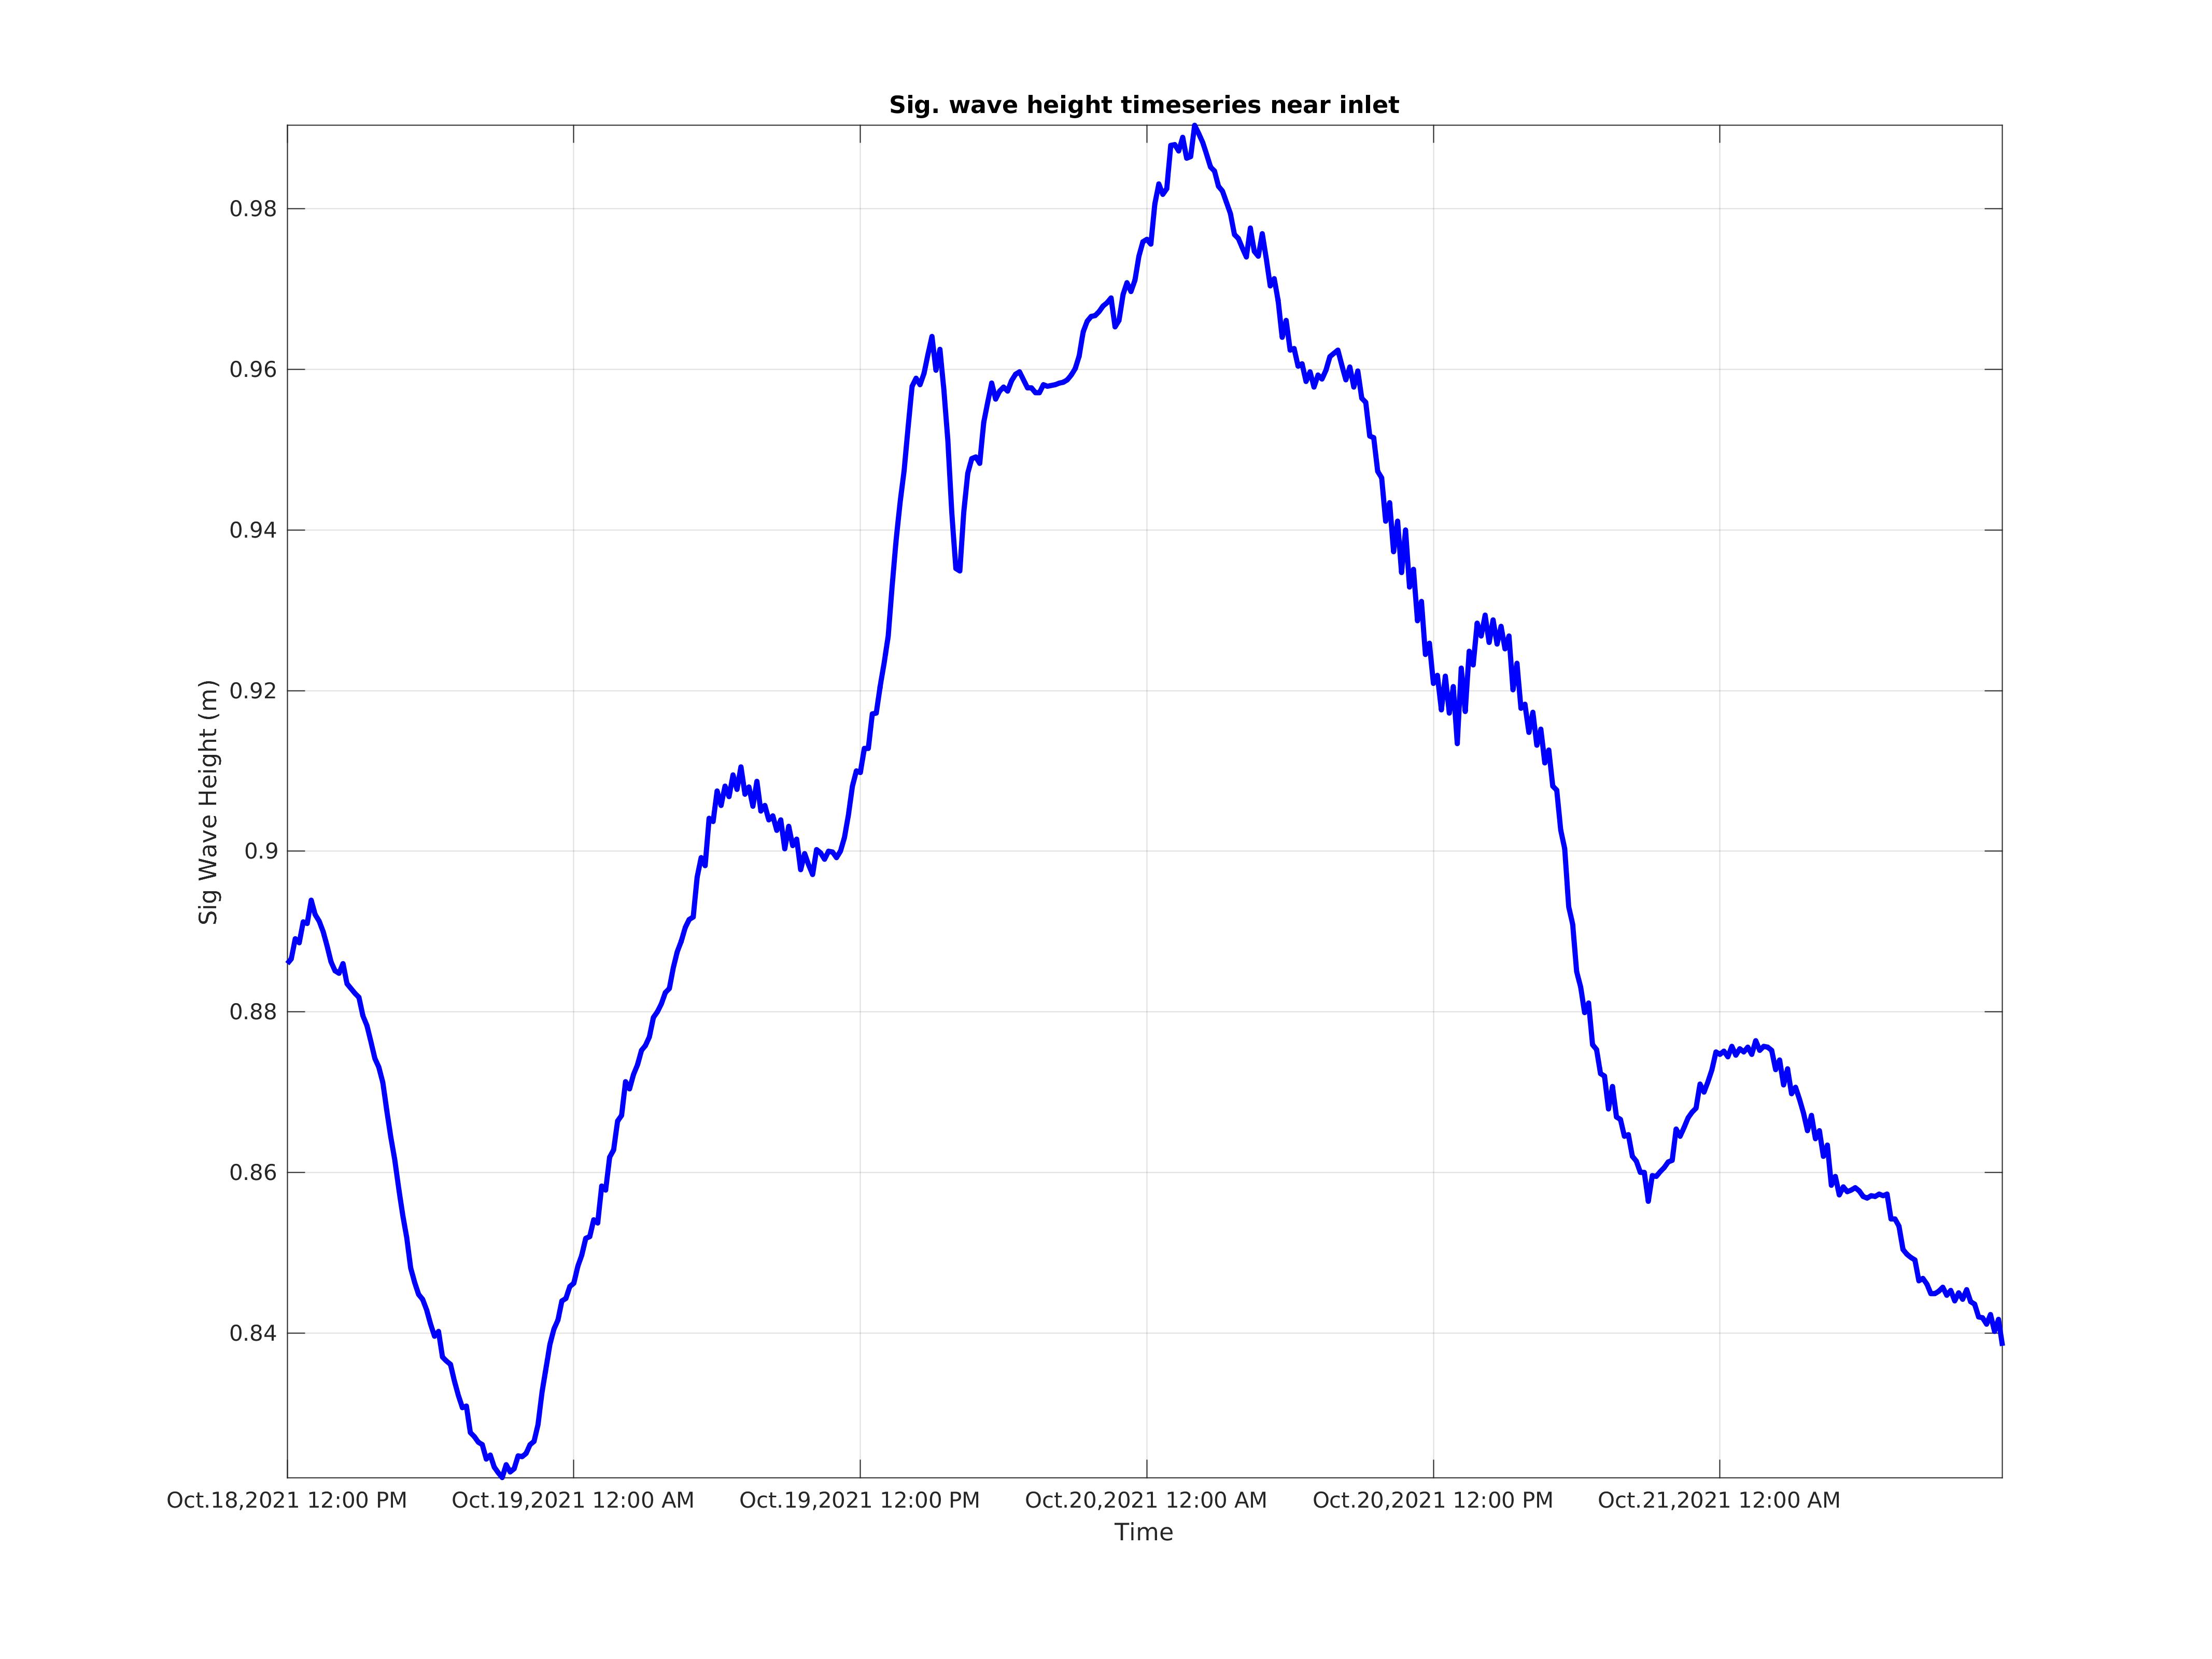 Sig. wave height timeseries near inlet
0.98
0.96
0.94
0.92
0.9
0.88
0.86
0.84
Sig Wave Height (m)
Oct.18,2021 12:00 PM
Oct.19,2021 12:00 AM
Oct.19,2021 12:00 PM
Oct.20,2021 12:00 AM
Oct.20,2021 12:00 PM
Oct.21,2021 12:00 AM
Time